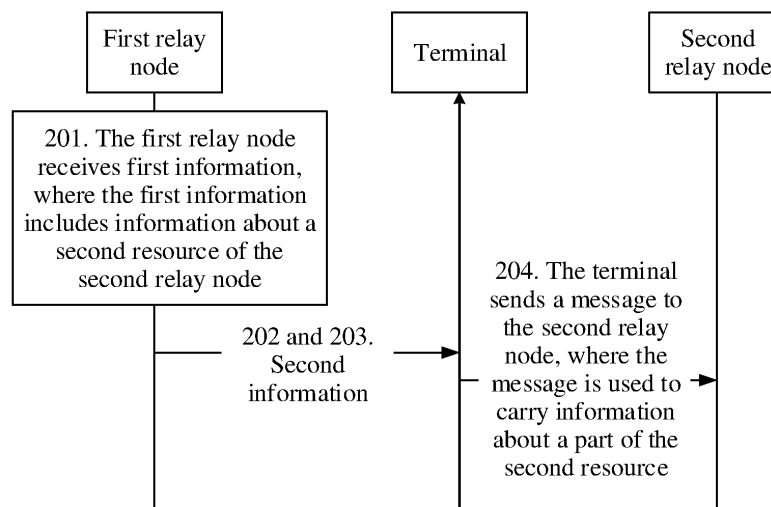 First relay
node
Terminal
Second
relay node
201. The first relay node
receives first information,
where the first information
includes information about a
second resource of the
second relay node
202 and 203.
Second
information
204. The terminal
sends a message to
the second relay
node, where the
message is used to
carry information
about a part of the
second resource